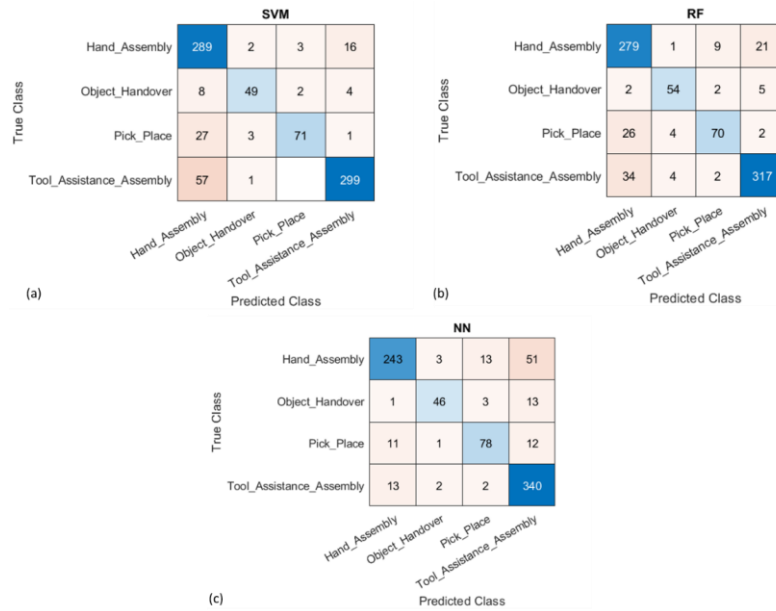 SVM
True Class
Hand_Assembly 289 2 3 16
Object_Handover 8 49 2 4
Pick_Place 27 3 71 1
Tool_Assistance_Assembly 57 1 299
Hand_Assembly
Object_Handover
Pick_Place
Tool_Assistance_Assembly
(a)
Predicted Class
RF
True Class
Hand_Assembly 279 1 9 21
Object_Handover 2 54 2 5
Pick_Place 26 4 70 2
Tool_Assistance_Assembly 34 4 2 317
Hand_Assembly
Object_Handover
Pick_Place
Tool_Assistance_Assembly
(b)
Predicted Class
NN
True Class
Hand_Assembly 243 3 13 51
Object_Handover 1 46 3 13
Pick_Place 11 1 78 12
Tool_Assistance_Assembly 13 2 2 340
Hand_Assembly
Object_Handover
Pick_Place
Tool_Assistance_Assembly
(c)
Predicted Class